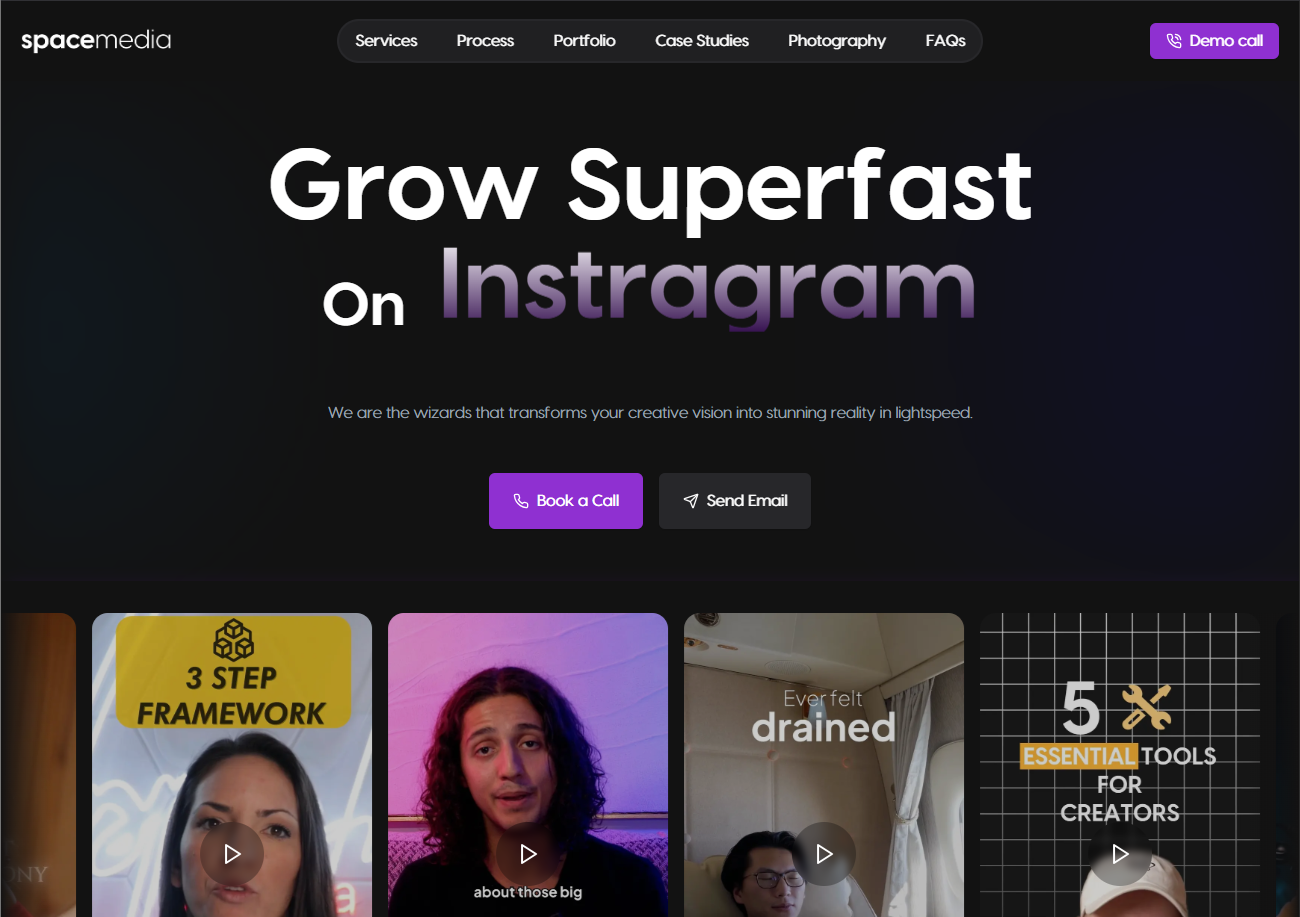 spacemedia
Services Process Portfolio Case Studies Photography FAQs
Demo call
Grow Superfast
On Instragram
We are the wizards that transforms your creative vision into stunning reality in lightspeed.
Book a Call
Send Email
3 STEP
FRAMEWORK
about those big
Ever felt
drained
5
ESSENTIAL TOOLS
FOR
CREATORS